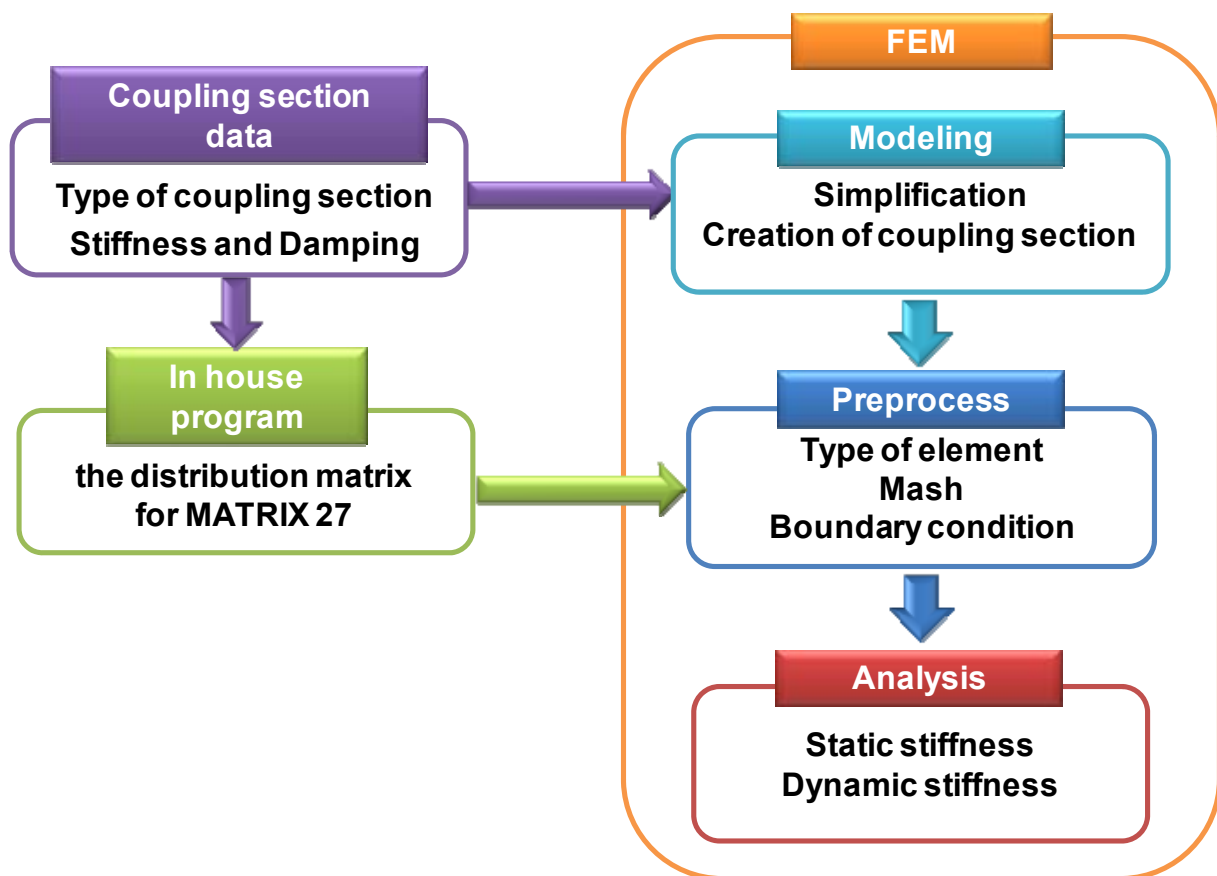 Coupling section
data
Type of coupling section
Stiffness and Damping
In house
program
the distribution matrix
for MATRIX 27
FEM
Modeling
Simplification
Creation of coupling section
Preprocess
Type of element
Mash
Boundary condition
Analysis
Static stiffness
Dynamic stiffness